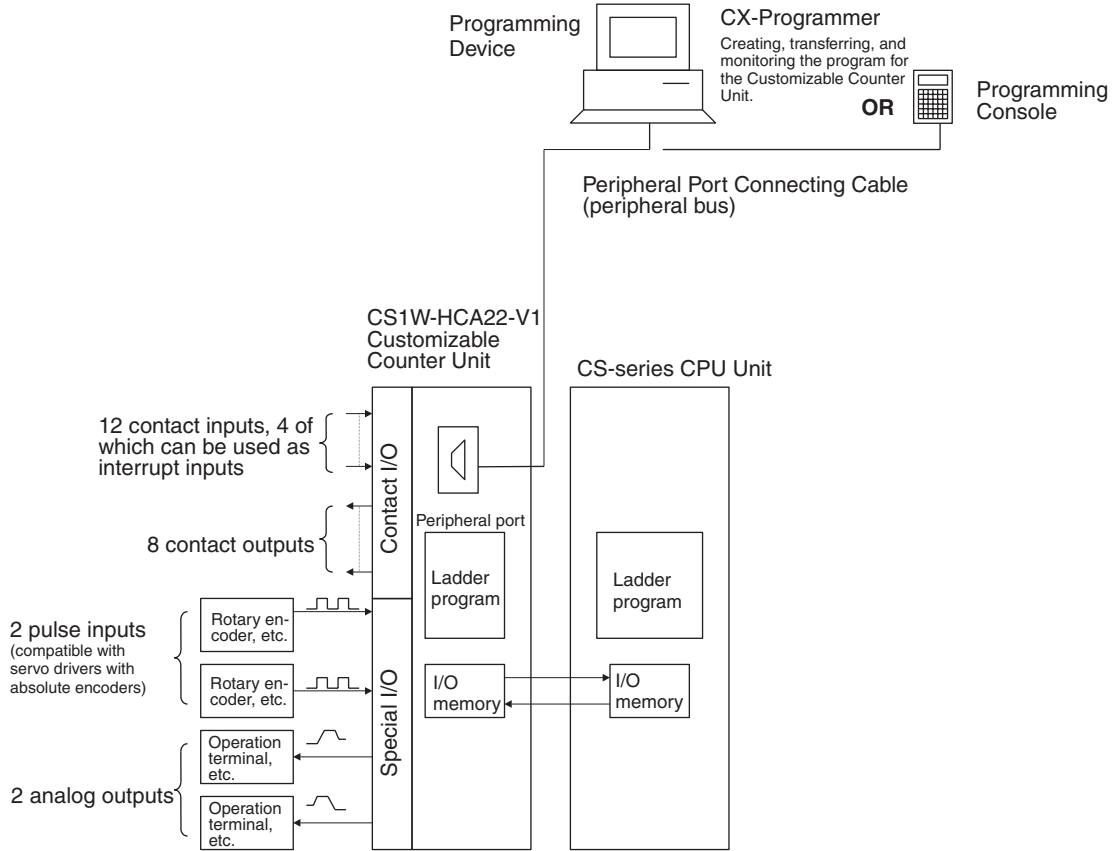 Programming
Device
CX-Programmer
Creating, transferring, and
monitoring the program for
the Customizable Counter
Unit.
OR
Programming
Console
Peripheral Port Connecting Cable
(peripheral bus)
CS1W-HCA22-V1
Customizable
Counter Unit
CS-series CPU Unit
12 contact inputs, 4 of
which can be used as
interrupt inputs
Contact I/O
Peripheral port
8 contact outputs
Ladder
program
Ladder
program
2 pulse inputs
(compatible with
servo drivers with
absolute encoders)
Rotary en-
coder, etc.
Rotary en-
coder, etc.
Special I/O
I/O
memory
I/O
memory
2 analog outputs
Operation
terminal,
etc.
Operation
terminal,
etc.